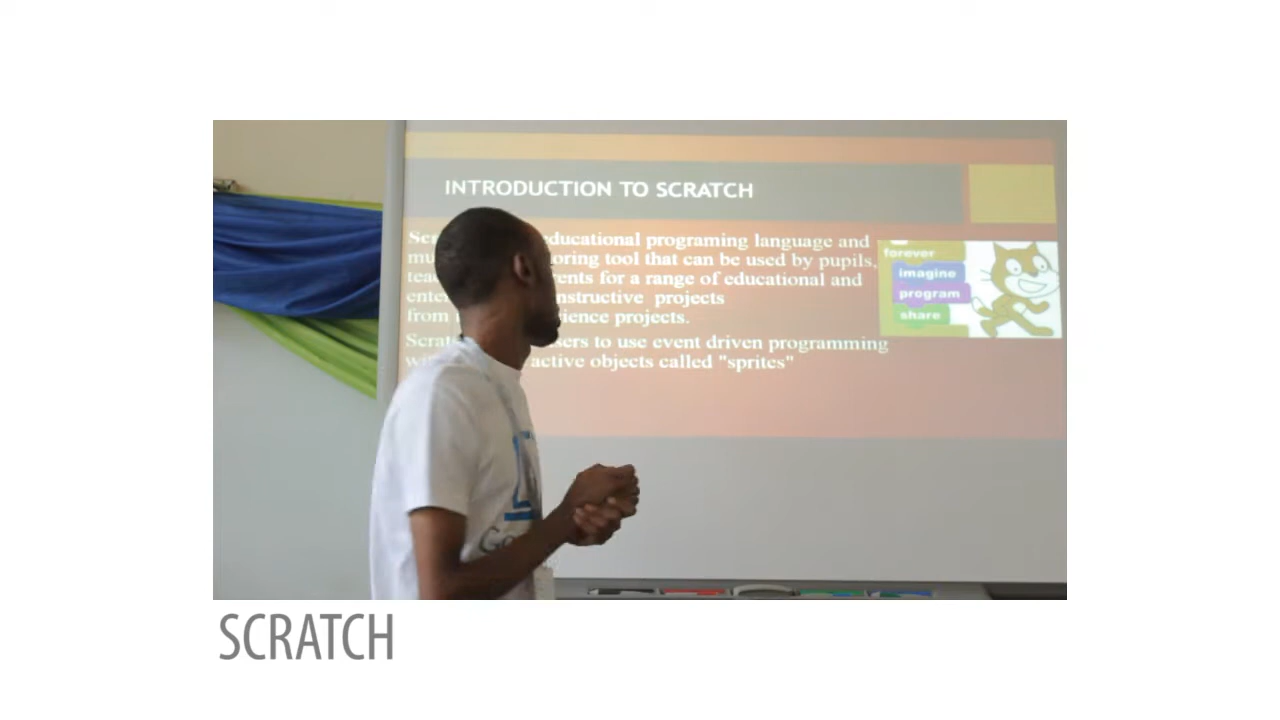 INTRODUCTION TO SCRATCH
educational programing language and
oring tool that can be used by pupils,
for a range of educational and
nstructive projects
from ience projects.
to use event driven programming
active objects called "sprites"
forever
imagine
program
share
SCRATCH